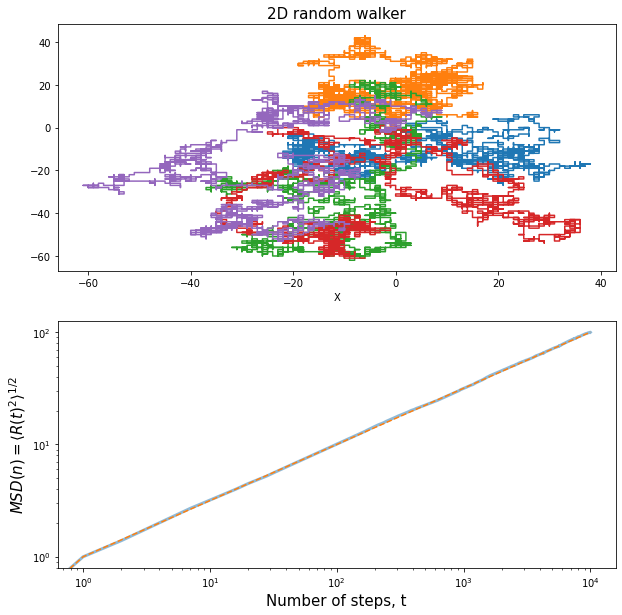 2D random walker
40
20
0
−20
−40
−60
−60 −40 −20 0 20 40
X
10²
10¹
10⁰
MSD(n) = ⟨R(t)²⟩^{1/2}
10⁰ 10¹ 10² 10³ 10⁴
Number of steps, t